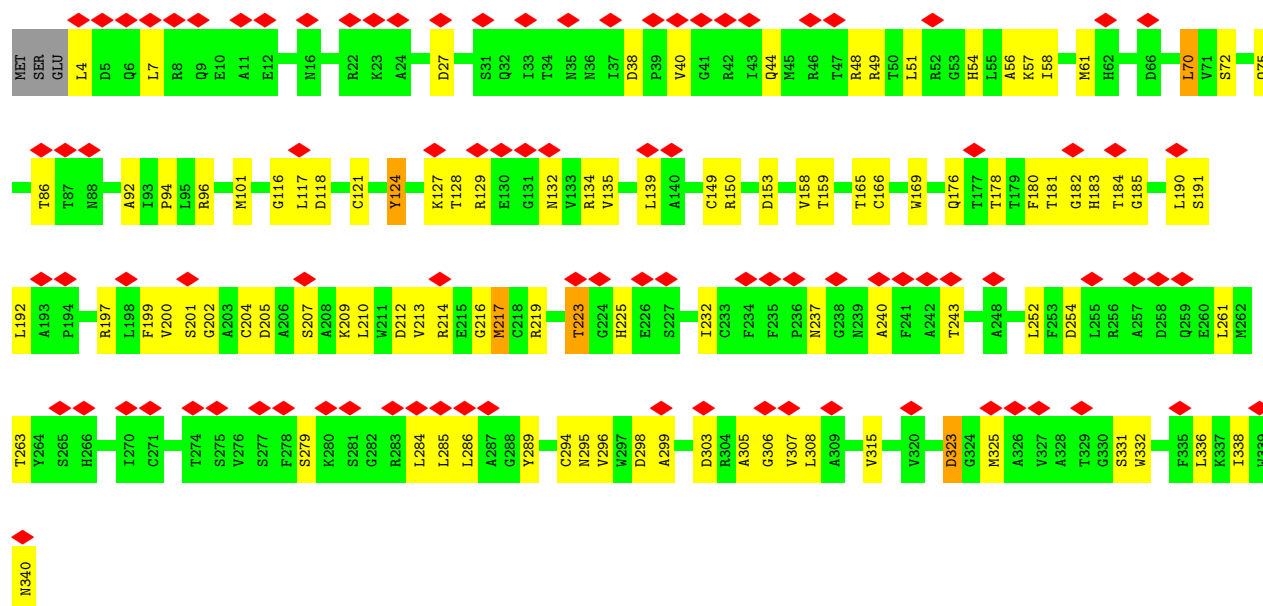 MET SER GLU L4 D5 Q6 L7 R8 Q9 E10 A11 E12 N16 R22 K23 A24 D27 S31 Q32 I33 T34 N35 N36 I37 D38 P39 V40 G41 R42 I43 Q44 M45 R46 T47 R48 R49 T50 L51 R52 G53 H54 L55 A56 K57 I58 M61 H62 D66 L70 V71 S72 Q75
T86 T87 N88 A92 I93 P94 L95 R96 M101 G116 L117 D118 C121 Y124 K127 T128 R129 E130 G131 N132 V133 R134 V135 L139 A140 C149 R150 D153 V158 T159 T165 C166 W169 Q176 T177 T178 T179 F180 T181 G182 H183 T184 G185 L190 S191
L192 A193 P194 R197 L198 F199 V200 S201 G202 A203 C204 D205 A206 S207 A208 K209 L210 W211 D212 V213 R214 E215 G216 M217 C218 R219 T223 G224 H225 E226 S227 I232 C233 F234 F235 P236 N237 G238 N239 A240 F241 A242 T243 A248 L252 F253 D254 L255 R256 A257 D258 Q259 E260 L261 M262
T263 Y264 S265 H266 I270 C271 T274 S275 V276 S277 F278 S279 K280 S281 G282 R283 L284 L285 L286 A287 G288 Y289 C294 N295 V296 W297 D298 A299 D303 R304 A305 G306 V307 L308 A309 V315 V320 D323 G324 M325 A326 V327 A328 T329 G330 S331 W332 F335 L336 K337 I338 W339
N340